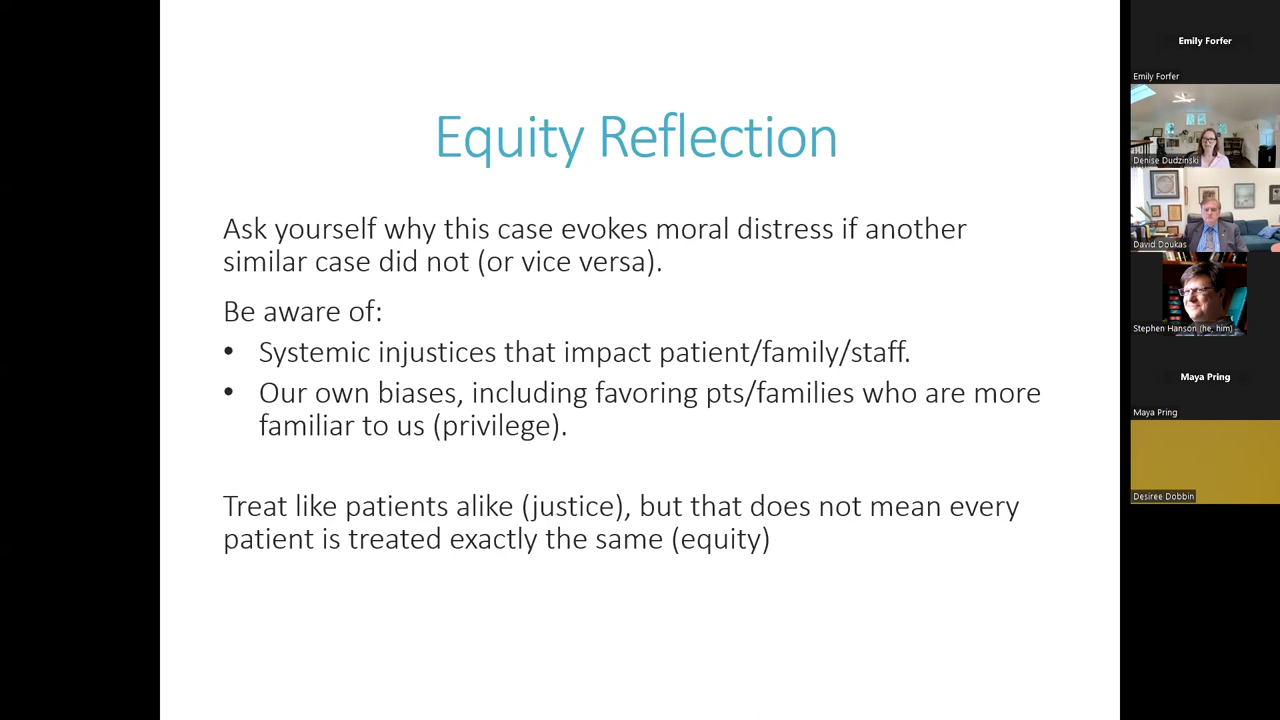 Equity Reflection
Ask yourself why this case evokes moral distress if another
similar case did not (or vice versa).
Be aware of:
• Systemic injustices that impact patient/family/staff.
• Our own biases, including favoring pts/families who are more
familiar to us (privilege).
Treat like patients alike (justice), but that does not mean every
patient is treated exactly the same (equity)
Emily Forfer
Emily Forfer
Denise Dudzinski
David Doukas
Stephen Hanson (he, him)
Maya Pring
Maya Pring
Desiree Dobbin